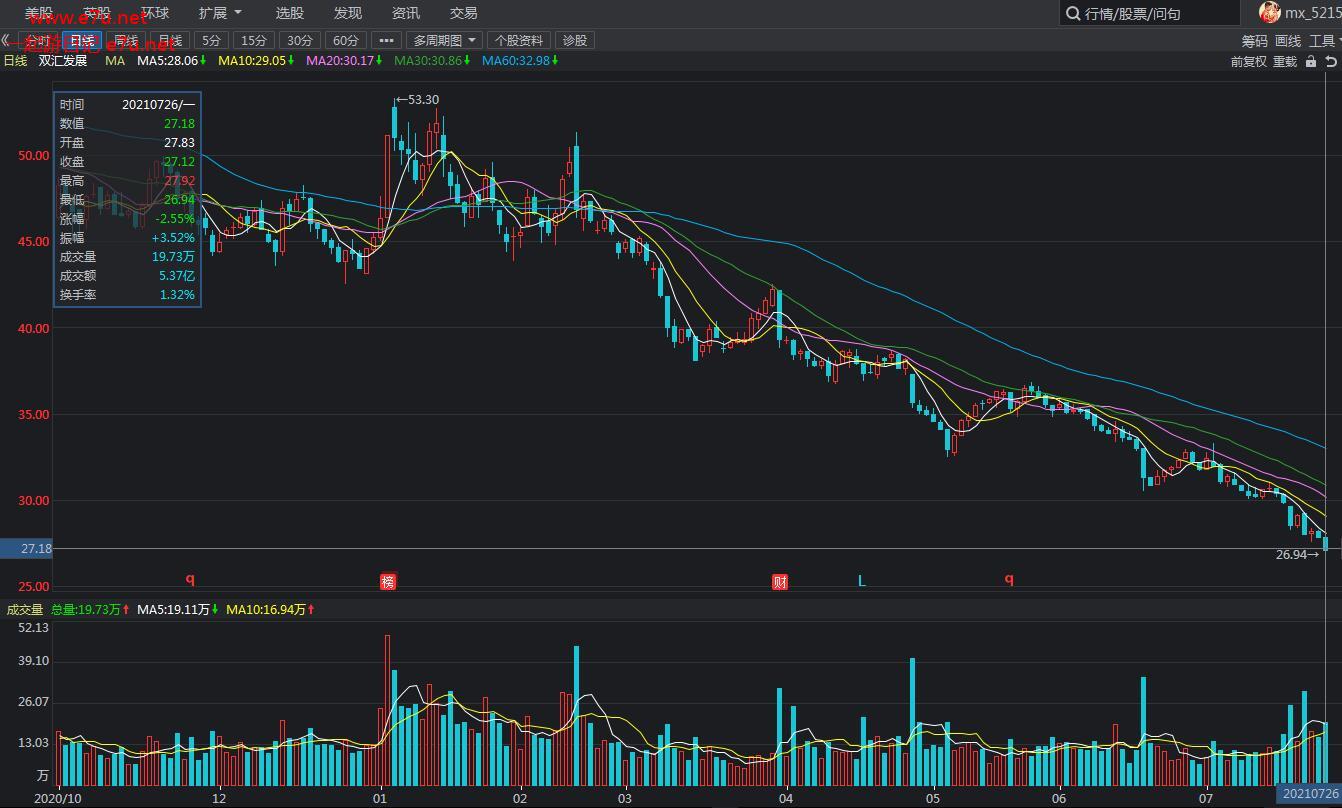 美股 英股 环球 扩展 选股 发现 资讯 交易 行情/股票/问句 mx_5215
www.e7u.net
分时 日线 周线 月线 5分 15分 30分 60分 多周期图 个股资料 诊股 筹码 画线 工具
e7u.net
日线 双汇发展 MA MA5:28.06 MA10:29.05 MA20:30.17 MA30:30.86 MA60:32.98 前复权 重载
53.30
时间 20210726/一
数值 27.18
开盘 27.83
收盘 27.12
最高 27.92
最低 26.94
涨幅 -2.55%
振幅 +3.52%
成交量 19.73万
成交额 5.37亿
换手率 1.32%
50.00
45.00
40.00
35.00
30.00
27.18
26.94
25.00
q 榜 财 L q
成交量 总量:19.73万 MA5:19.11万 MA10:16.94万
52.13
39.10
26.07
13.03
万
2020/10 12 01 02 03 04 05 06 07 20210726